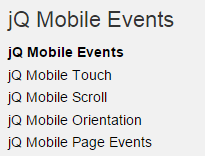 jQ Mobile Events
jQ Mobile Events
jQ Mobile Touch
jQ Mobile Scroll
jQ Mobile Orientation
jQ Mobile Page Events